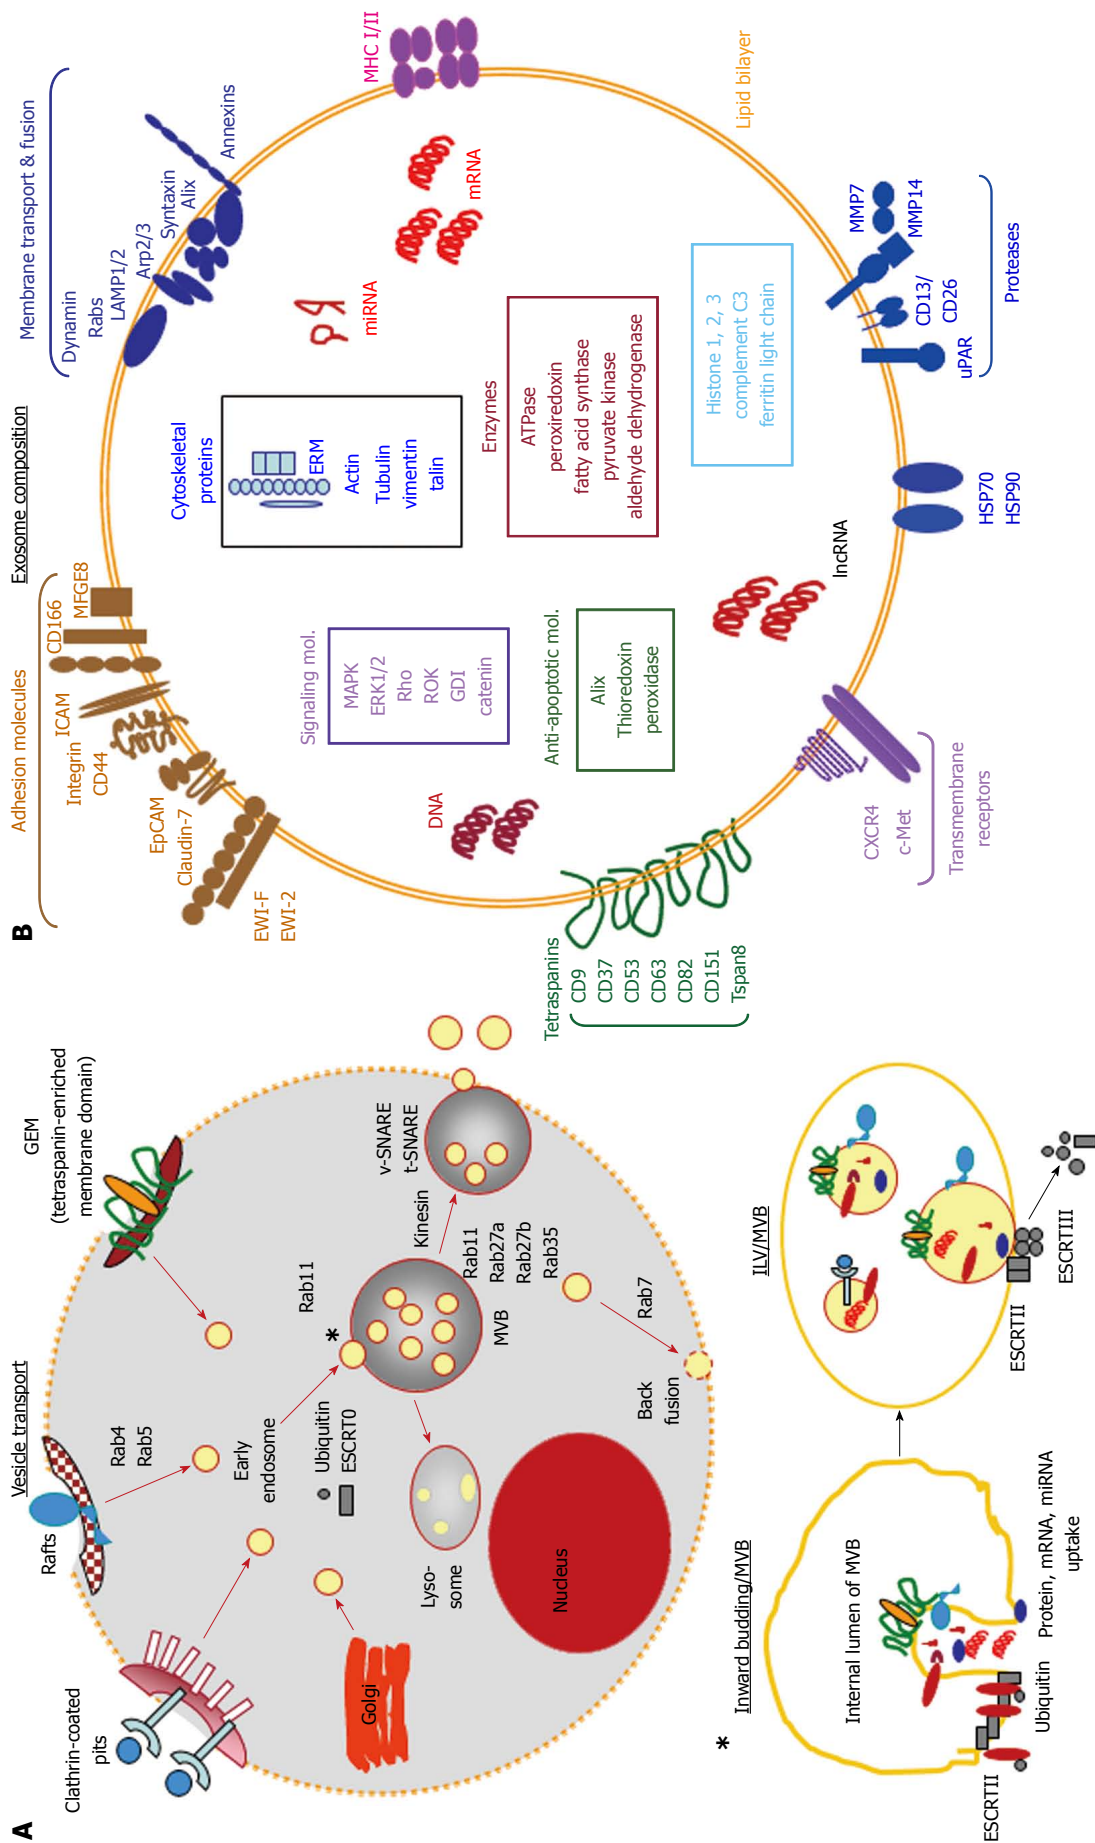 A
Vesicle transport
Clathrin-coated
pits
Rafts
GEM
(tetraspanin-enriched
membrane domain)
Rab4
Rab5
Early
endosome
Ubiquitin
ESCRT0
Golgi
Lyso-
some
Nucleus
*
Rab11
MVB
Kinesin
v-SNARE
t-SNARE
Rab11
Rab27a
Rab27b
Rab35
Rab7
Back
fusion
*
Inward budding/MVB
Internal lumen of MVB
ESCRTII
Ubiquitin
Protein, mRNA, miRNA
uptake
ILV/MVB
ESCRTII
ESCRTIII
B
Exosome composition
Adhesion molecules
CD166
MFGE8
ICAM
Integrin
CD44
EpCAM
Claudin-7
EWI-F
EWI-2
Membrane transport & fusion
Dynamin
Rabs
LAMP1/2
Arp2/3
Syntaxin
Alix
Annexins
MHC I/II
Cytoskeletal
proteins
ERM
Actin
Tubulin
vimentin
talin
miRNA
mRNA
Signaling mol.
MAPK
ERK1/2
Rho
ROK
GDI
catenin
Enzymes
ATPase
peroxiredoxin
fatty acid synthase
pyruvate kinase
aldehyde dehydrogenase
DNA
Anti-apoptotic mol.
Alix
Thioredoxin
peroxidase
Histone 1, 2, 3
complement C3
ferritin light chain
Lipid bilayer
lncRNA
Tetraspanins
CD9
CD37
CD53
CD63
CD82
CD151
Tspan8
CXCR4
c-Met
Transmembrane
receptors
HSP70
HSP90
uPAR
CD13/
CD26
MMP7
MMP14
Proteases